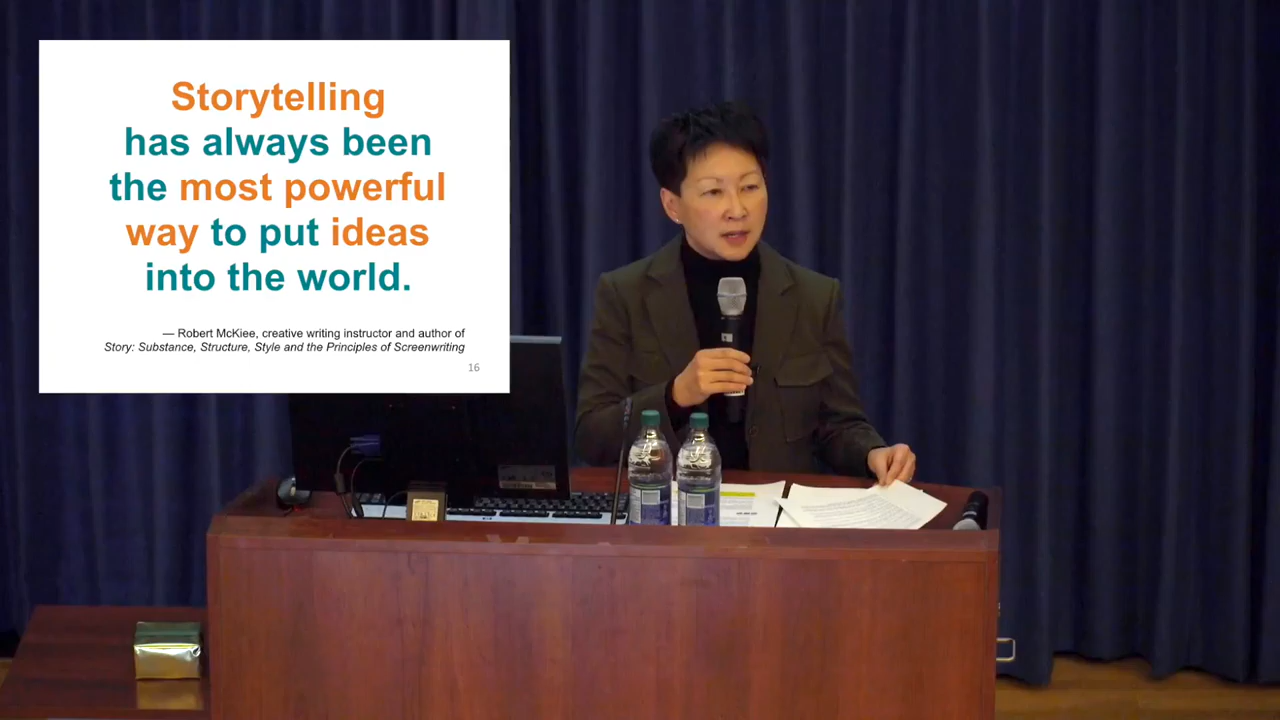 Storytelling
has always been
the most powerful
way to put ideas
into the world.
— Robert McKiee, creative writing instructor and author of
Story: Substance, Structure, Style and the Principles of Screenwriting
16